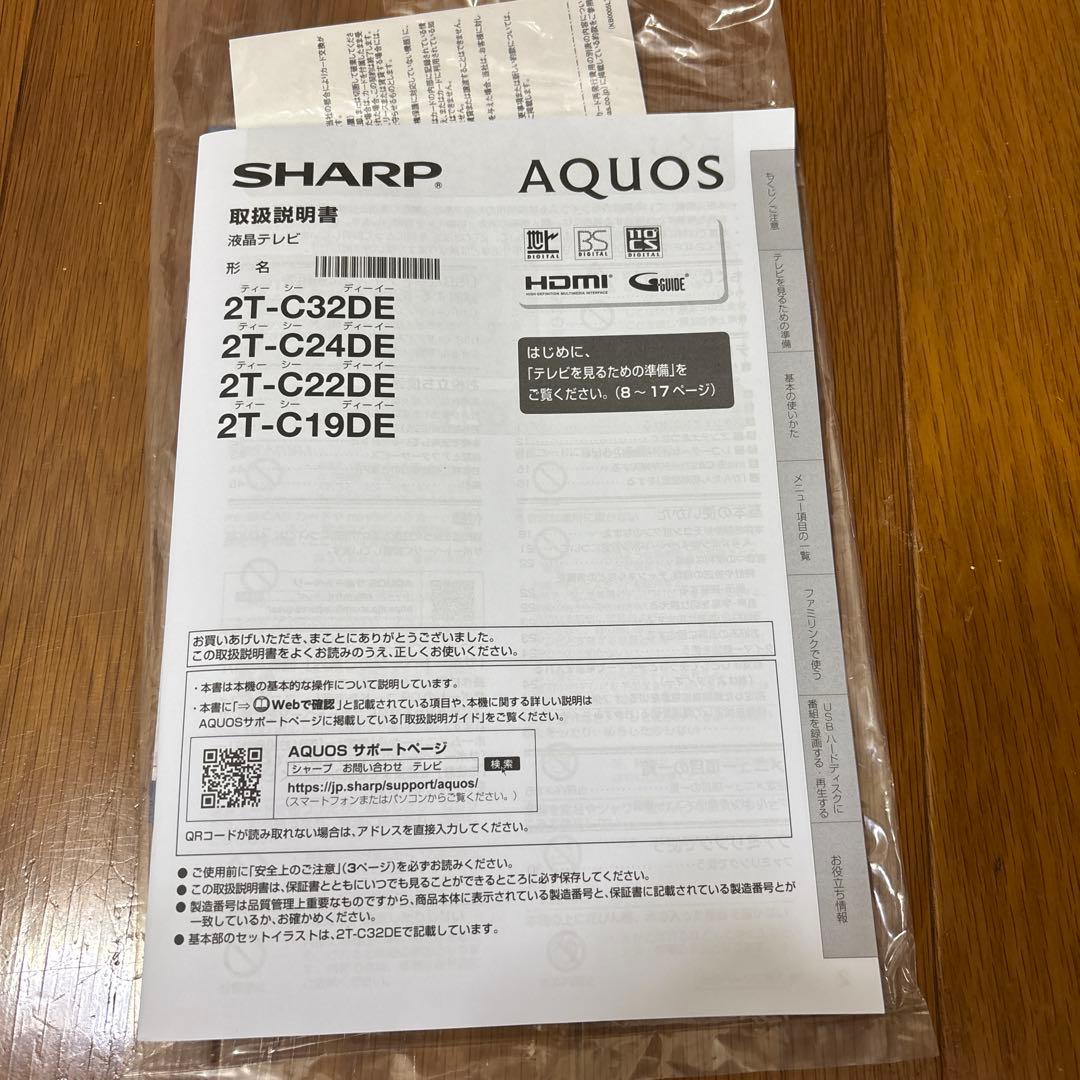 SHARP®
AQUOS
取扱説明書
液晶テレビ
形 名
ティー シー ディーイー
2T-C32DE
ティー シー ディーイー
2T-C24DE
ティー シー ディーイー
2T-C22DE
ティー シー ディーイー
2T-C19DE
地上 DIGITAL
BS DIGITAL
110 CS DIGITAL
HDMI®
HIGH-DEFINITION MULTIMEDIA INTERFACE
G-GUIDE®
はじめに、
「テレビを見るための準備」を
ご覧ください。(8～17ページ)
もくじ/ご注意
テレビを見るための準備
基本の使いかた
メニュー項目の一覧
ファミリンクで使う
USBハードディスクに
番組を録画する・再生する
お役立ち情報
お買いあげいただき、まことにありがとうございました。
この取扱説明書をよくお読みのうえ、正しくお使いください。
・本書は本機の基本的な操作について説明しています。
・本書に「⇒Webで確認」と記載されている項目や、本機に関する詳しい説明は
AQUOSサポートページに掲載している「取扱説明ガイド」をご覧ください。
AQUOS サポートページ
シャープ お問い合わせ テレビ 検索
https://jp.sharp/support/aquos/
(スマートフォンまたはパソコンからご覧ください。)
QRコードが読み取れない場合は、アドレスを直接入力してください。
● ご使用前に「安全上のご注意」(3ページ)を必ずお読みください。
● この取扱説明書は、保証書とともにいつでも見ることができるところに必ず保存してください。
● 製造番号は品質管理上重要なものですから、商品本体に表示されている製造番号と、保証書に記載されている製造番号とが
一致しているか、お確かめください。
● 基本部のセットイラストは、2T-C32DEで記載しています。